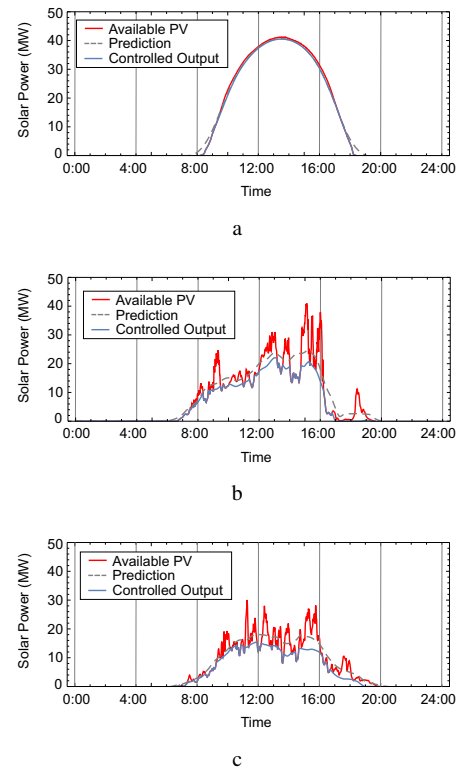 50
40
30
20
10
0
Solar Power (MW)
Available PV
Prediction
Controlled Output
0:00 4:00 8:00 12:00 16:00 20:00 24:00
Time
a
50
40
30
20
10
0
Solar Power (MW)
Available PV
Prediction
Controlled Output
0:00 4:00 8:00 12:00 16:00 20:00 24:00
Time
b
50
40
30
20
10
0
Solar Power (MW)
Available PV
Prediction
Controlled Output
0:00 4:00 8:00 12:00 16:00 20:00 24:00
Time
c